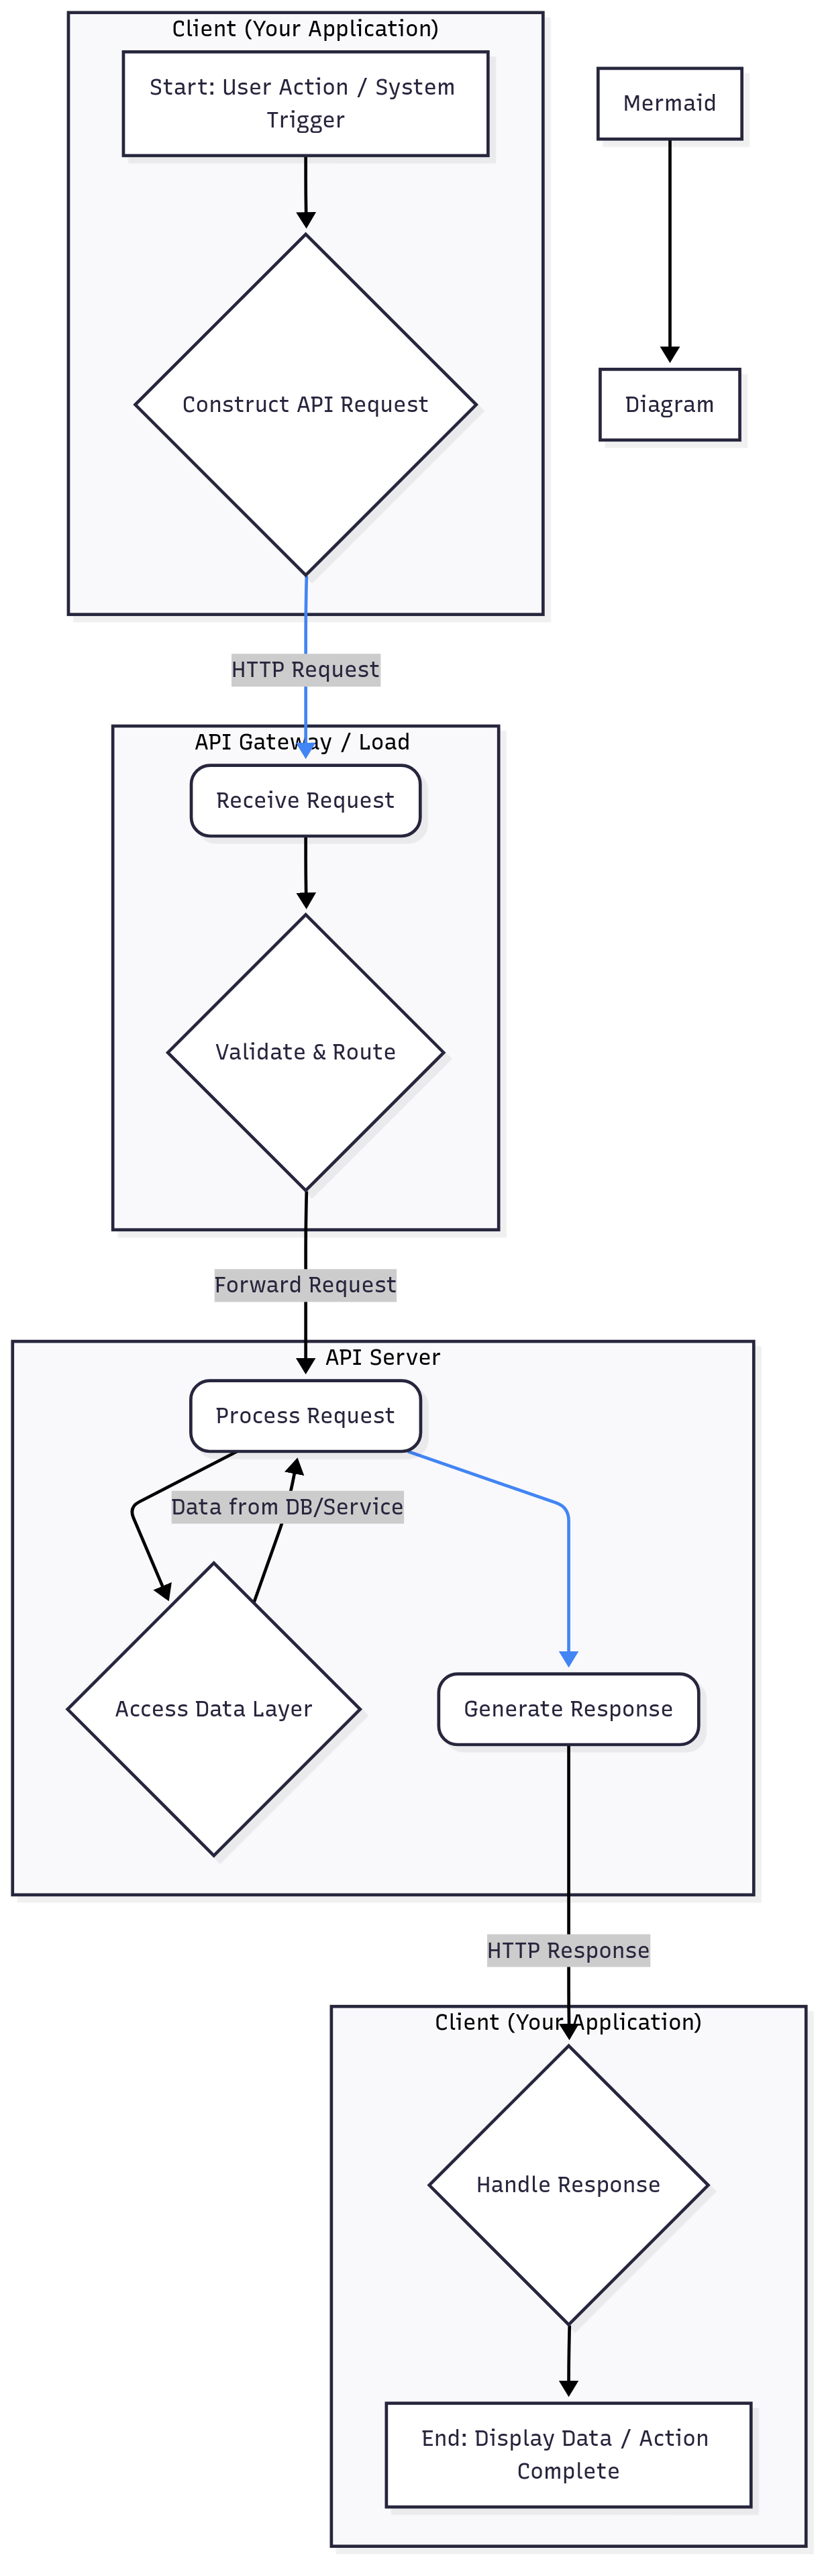 Client (Your Application)
Start: User Action / System
Trigger
Mermaid
Construct API Request
Diagram
HTTP Request
API Gateway / Load
Receive Request
Validate & Route
Forward Request
API Server
Process Request
Data from DB/Service
Access Data Layer
Generate Response
HTTP Response
Client (Your Application)
Handle Response
End: Display Data / Action
Complete